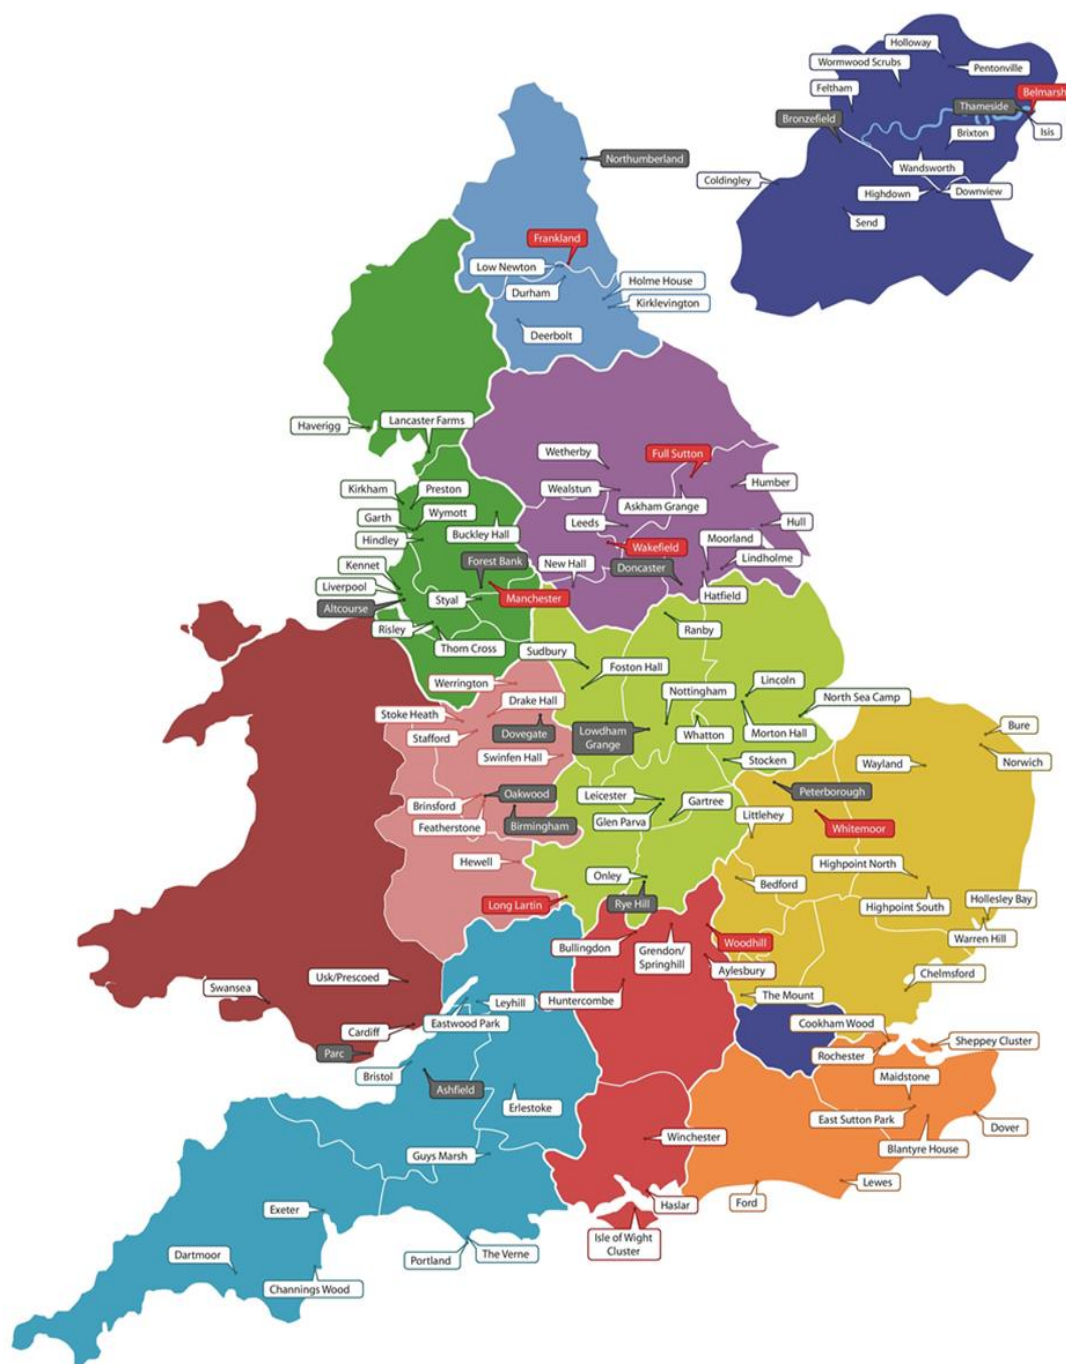 Holloway
Wormwood Scrubs
Pentonville
Feltham
Belmarsh
Thameside
Bronzefield
Isis
Brixton
Wandsworth
Coldingley
Highdown
Downview
Send
Northumberland
Frankland
Low Newton
Holme House
Durham
Kirklevington
Deerbolt
Lancaster Farms
Haverigg
Wetherby
Full Sutton
Kirkham
Preston
Wealstun
Askham Grange
Humber
Garth
Wymott
Leeds
Hull
Hindley
Buckley Hall
Moorland
Wakefield
Lindholme
Kennet
Forest Bank
New Hall
Doncaster
Liverpool
Hatfield
Altcourse
Styal
Manchester
Risley
Thorn Cross
Ranby
Sudbury
Foston Hall
Werrington
Drake Hall
Nottingham
Lincoln
North Sea Camp
Stoke Heath
Stafford
Dovegate
Lowdham
Grange
Whatton
Morton Hall
Bure
Swinfen Hall
Stocken
Wayland
Norwich
Oakwood
Peterborough
Brinsford
Leicester
Gartree
Featherstone
Birmingham
Glen Parva
Littlehey
Whitemoor
Hewell
Highpoint North
Onley
Bedford
Long Lartin
Rye Hill
Highpoint South
Hollesley Bay
Warren Hill
Bullingdon
Grendon/
Springhill
Woodhill
Aylesbury
Usk/Prescoed
Swansea
Leyhill
Huntercombe
The Mount
Chelmsford
Cardiff
Eastwood Park
Cookham Wood
Parc
Rochester
Sheppey Cluster
Bristol
Ashfield
Maidstone
Erlestoke
East Sutton Park
Dover
Winchester
Blantyre House
Guys Marsh
Lewes
Haslar
Ford
Exeter
Isle of Wight
Cluster
Dartmoor
Portland
The Verne
Channings Wood